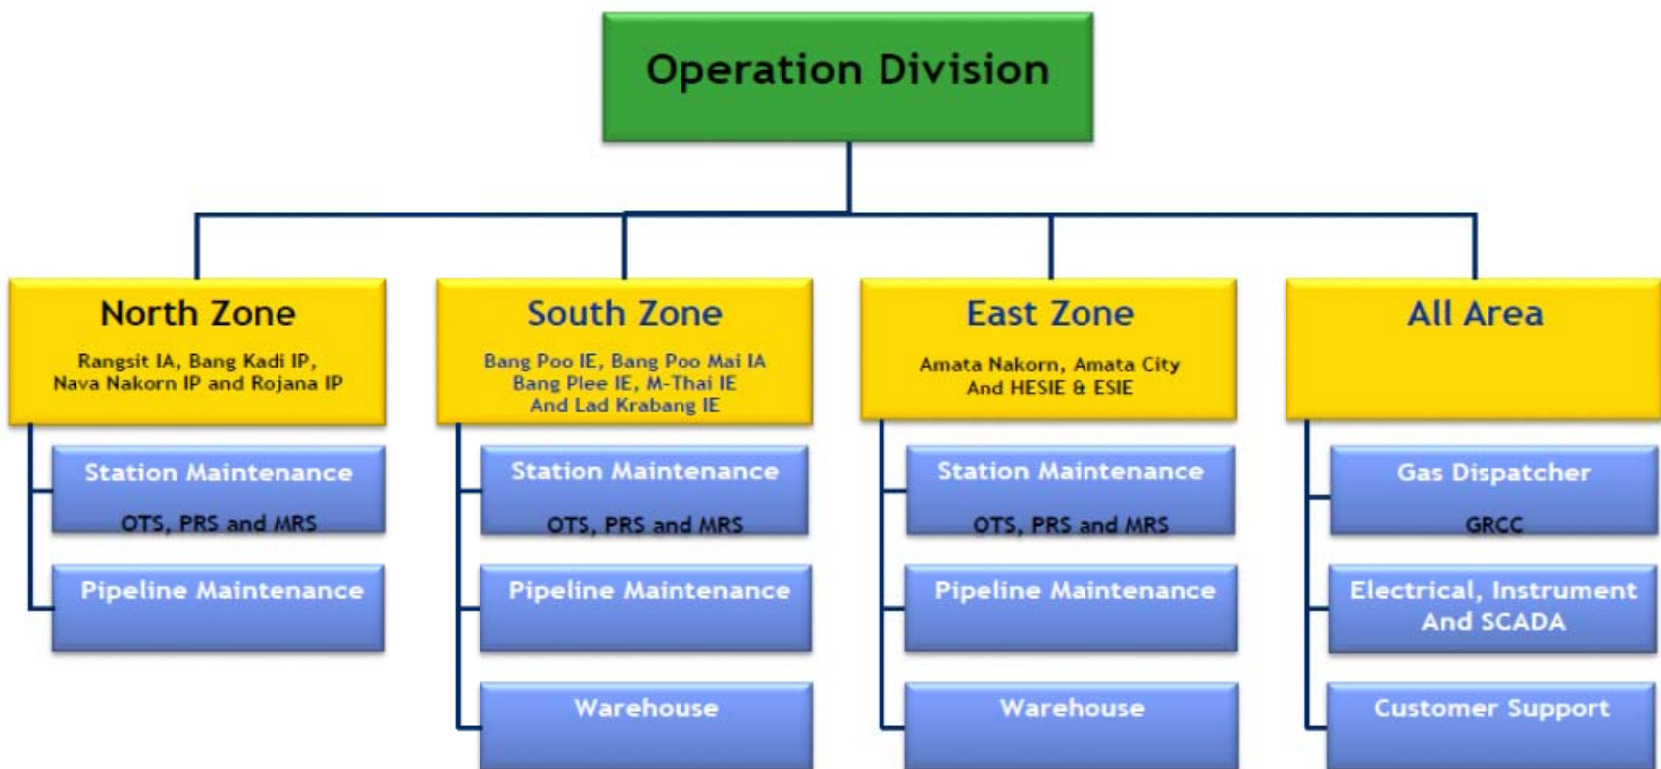 Operation Division
North Zone
Rangsit IA, Bang Kadi IP,
Nava Nakorn IP and Rojana IP
South Zone
Bang Poo IE, Bang Poo Mai IA
Bang Plee IE, M-Thai IE
And Lad Krabang IE
East Zone
Amata Nakorn, Amata City
And HESIE & ESIE
All Area
Station Maintenance
OTS, PRS and MRS
Pipeline Maintenance
Station Maintenance
OTS, PRS and MRS
Pipeline Maintenance
Warehouse
Station Maintenance
OTS, PRS and MRS
Pipeline Maintenance
Warehouse
Gas Dispatcher
GRCC
Electrical, Instrument
And SCADA
Customer Support